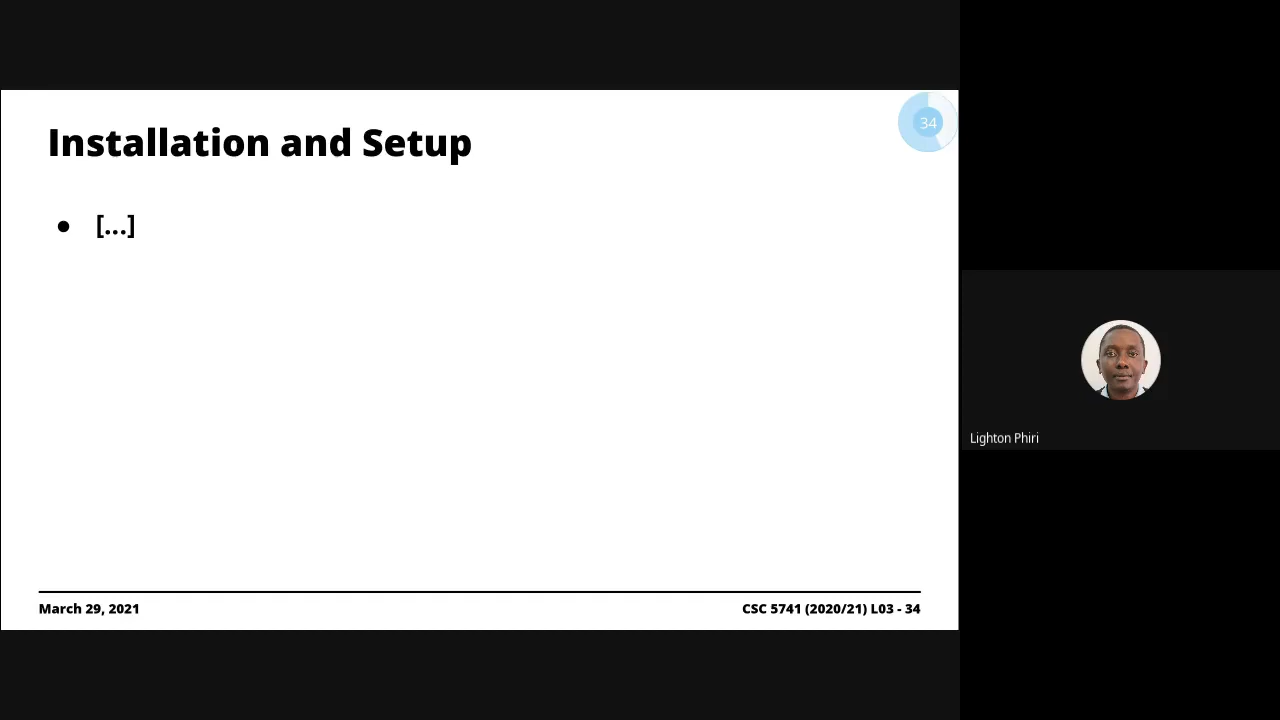 34
Installation and Setup
● [...]
Lighton Phiri
March 29, 2021
CSC 5741 (2020/21) L03 - 34